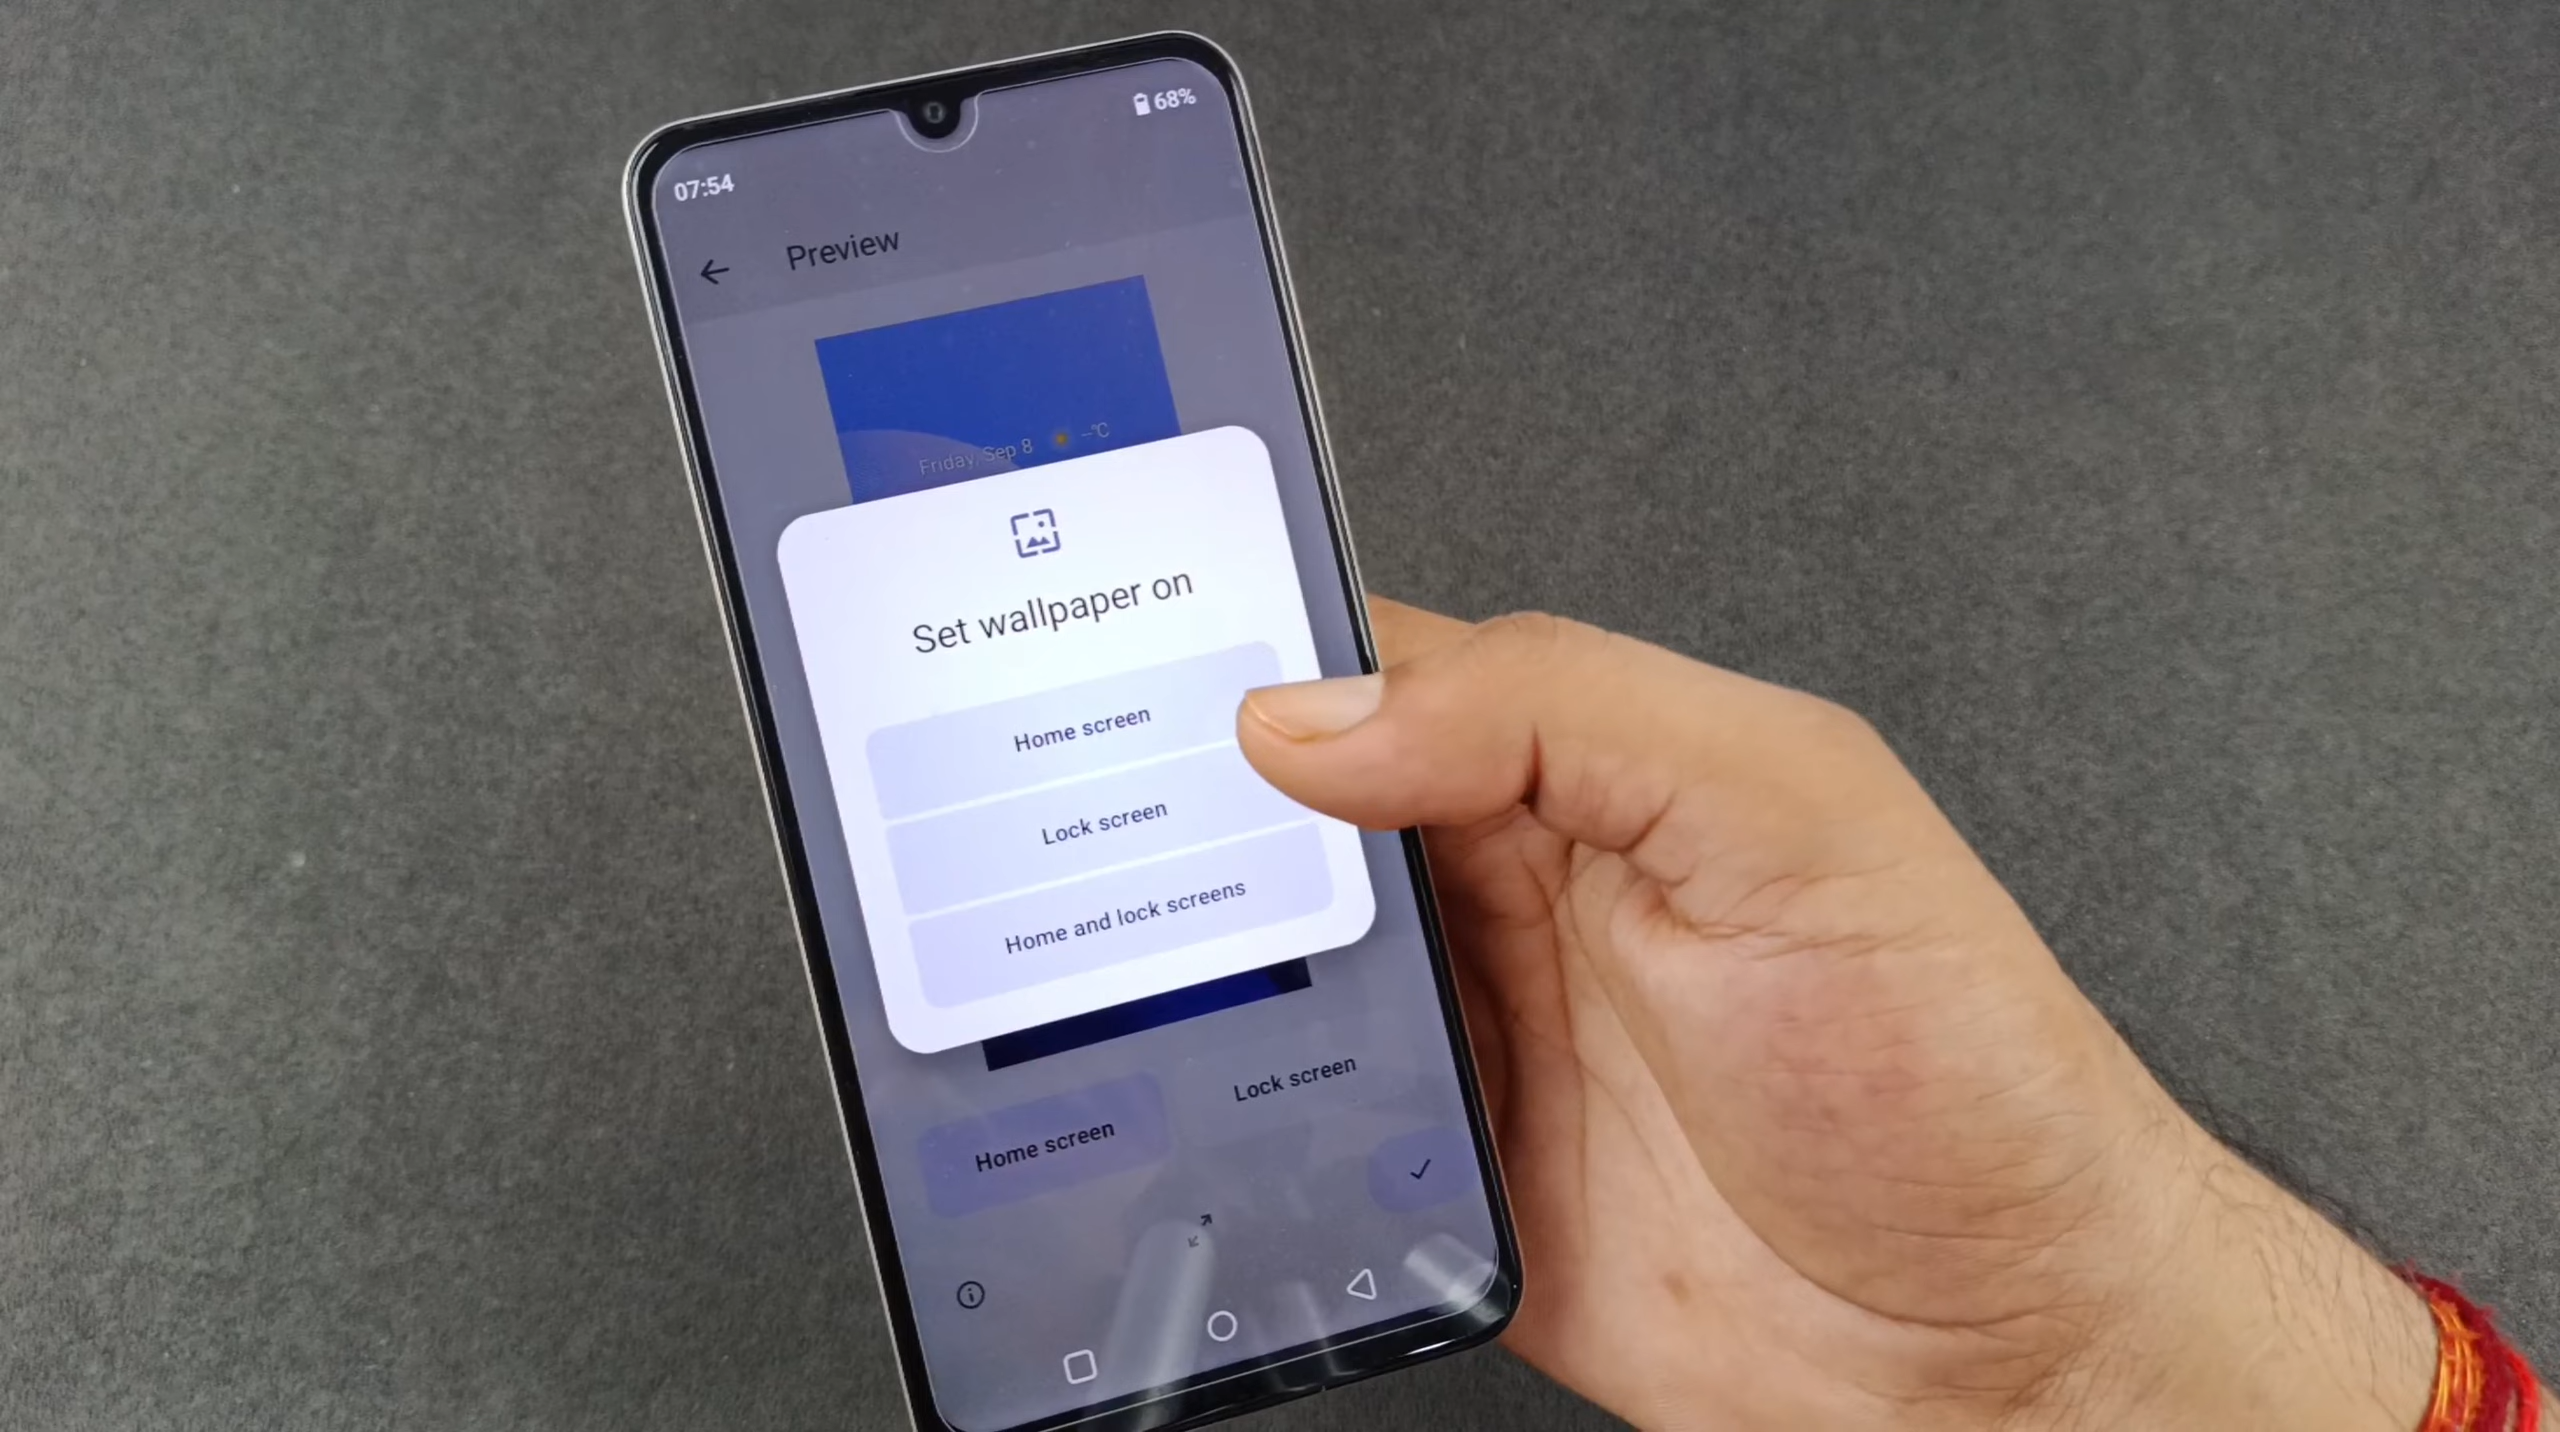 68%
07:54
Preview
Friday, Sep 8 --°C
Set wallpaper on
Home screen
Lock screen
Home and lock screens
Home screen
Lock screen